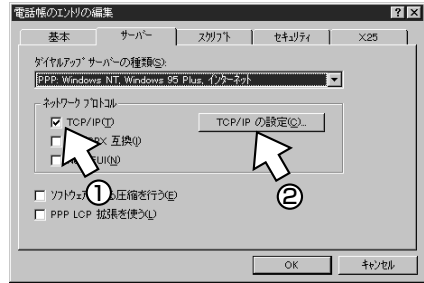 電話帳のエントリの編集
基本 サーバー スクリプト セキュリティ X25
ダイヤルアップ サーバーの種類(S):
PPP: Windows NT, Windows 95 Plus, インターネット
ネットワーク プロトコル
TCP/IP(T) TCP/IP の設定(C)...
X 互換(I)
UI(N)
① ②
ソフトウェア 圧縮を行う(E)
PPP LCP 拡張を使う(L)
OK キャンセル